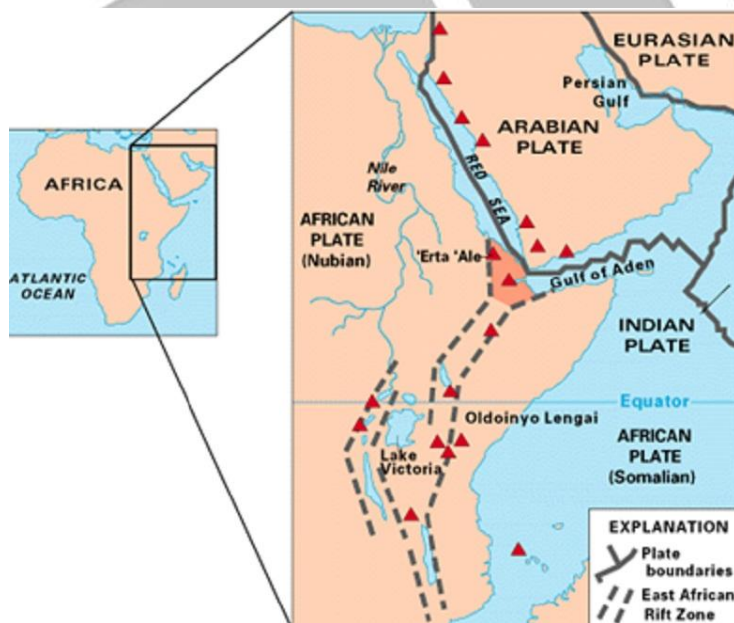 AFRICA
ATLANTIC
OCEAN
EURASIAN
PLATE
Persian
Gulf
ARABIAN
PLATE
RED
SEA
Nile
River
AFRICAN
PLATE
(Nubian)
'Erta 'Ale
Gulf of Aden
INDIAN
PLATE
Equator
Oldoinyo Lengai
Lake
Victoria
AFRICAN
PLATE
(Somalian)
EXPLANATION
Plate
boundaries
East African
Rift Zone